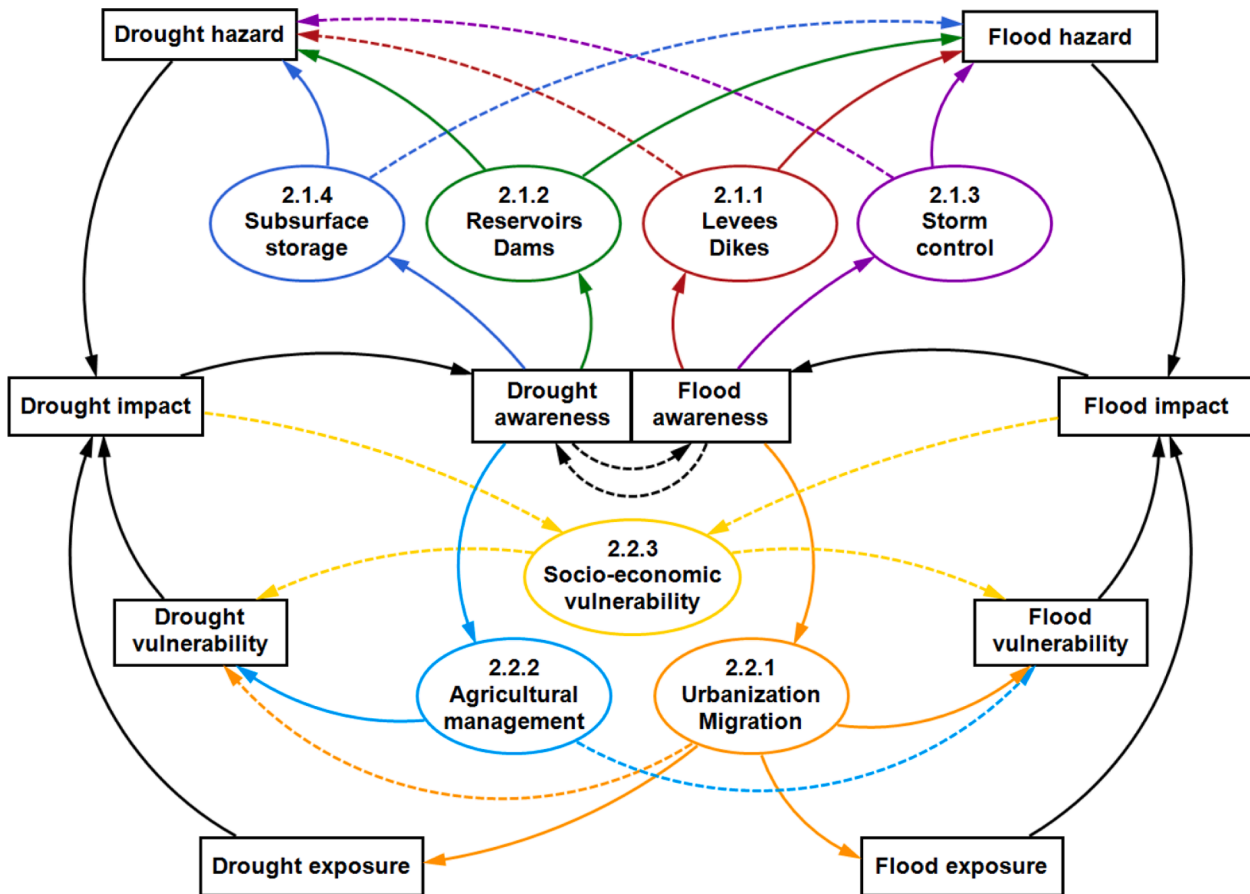 Drought hazard
Flood hazard
2.1.4
Subsurface
storage
2.1.2
Reservoirs
Dams
2.1.1
Levees
Dikes
2.1.3
Storm
control
Drought impact
Drought
awareness
Flood
awareness
Flood impact
2.2.3
Socio-economic
vulnerability
Drought
vulnerability
Flood
vulnerability
2.2.2
Agricultural
management
2.2.1
Urbanization
Migration
Drought exposure
Flood exposure